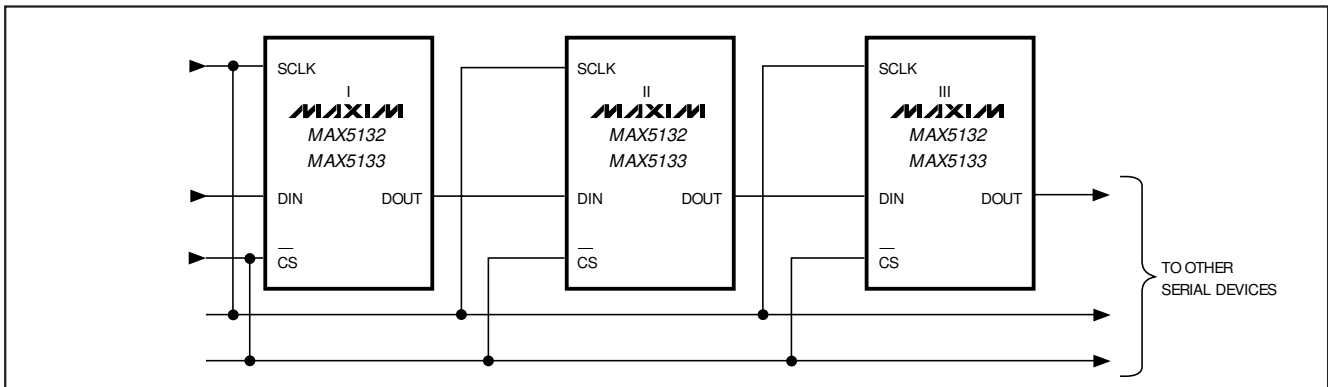 SCLK
I
MAXIM
MAX5132
MAX5133
DIN
DOUT
CS
SCLK
II
MAXIM
MAX5132
MAX5133
DIN
DOUT
CS
SCLK
III
MAXIM
MAX5132
MAX5133
DIN
DOUT
CS
TO OTHER
SERIAL DEVICES